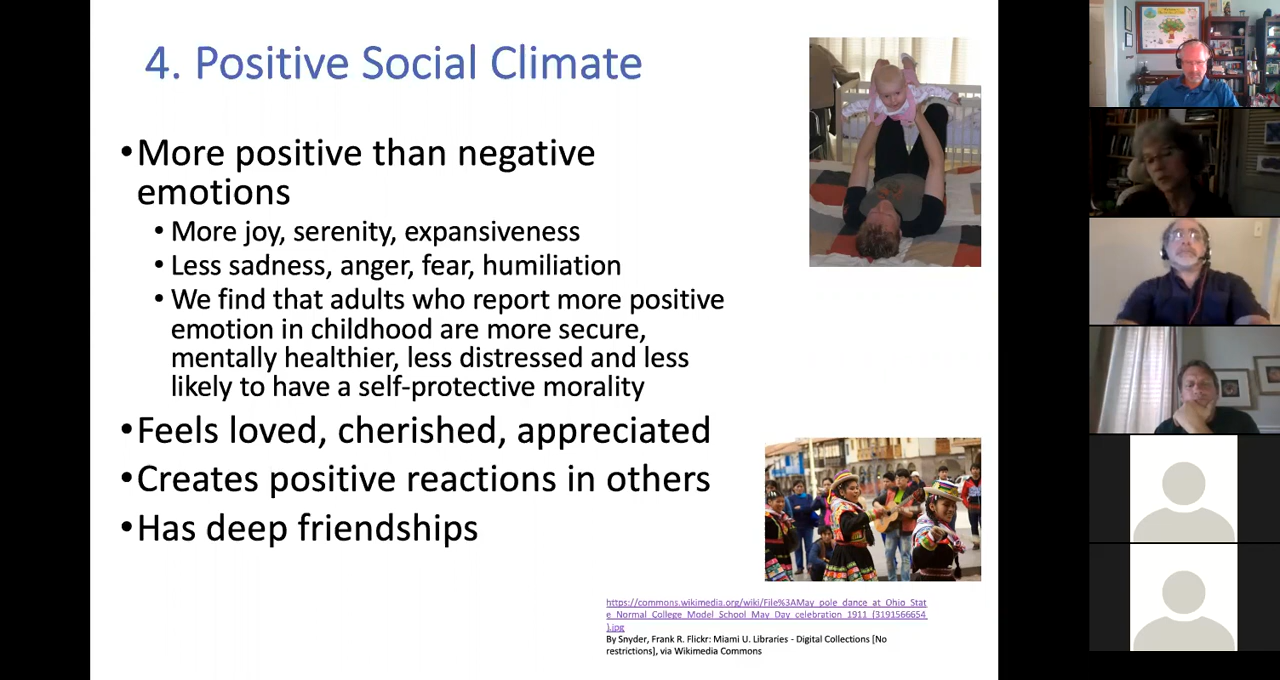 4. Positive Social Climate
•More positive than negative
emotions
• More joy, serenity, expansiveness
• Less sadness, anger, fear, humiliation
• We find that adults who report more positive
emotion in childhood are more secure,
mentally healthier, less distressed and less
likely to have a self-protective morality
•Feels loved, cherished, appreciated
•Creates positive reactions in others
•Has deep friendships
https://commons.wikimedia.org/wiki/File%3AMay_pole_dance_at_Ohio_Stat
e_Normal_College_Model_School_May_Day_celebration_1911_(3191566654
).jpg
By Snyder, Frank R. Flickr: Miami U. Libraries - Digital Collections [No
restrictions], via Wikimedia Commons